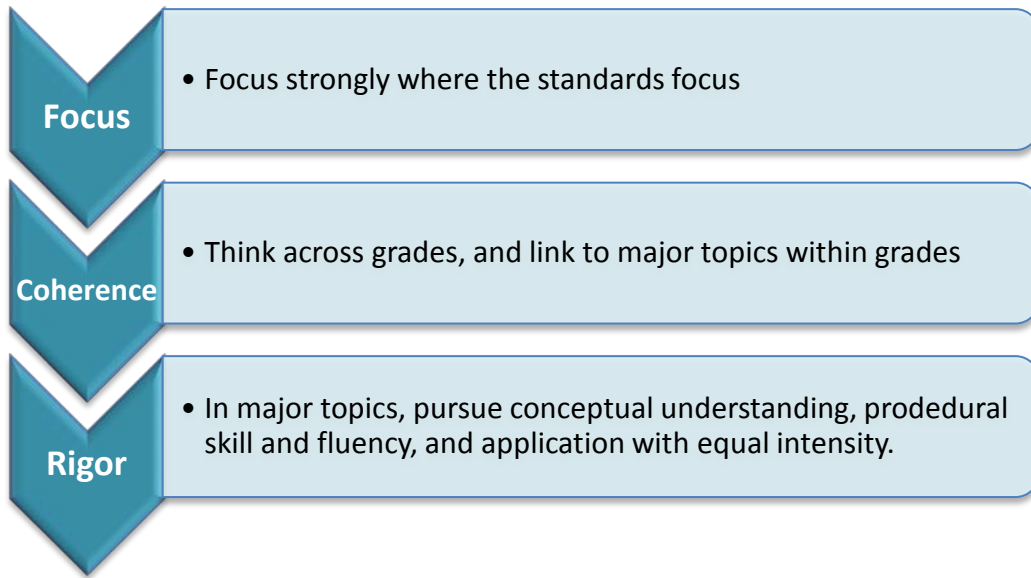 Focus
• Focus strongly where the standards focus
Coherence
• Think across grades, and link to major topics within grades
Rigor
• In major topics, pursue conceptual understanding, prodedural
skill and fluency, and application with equal intensity.